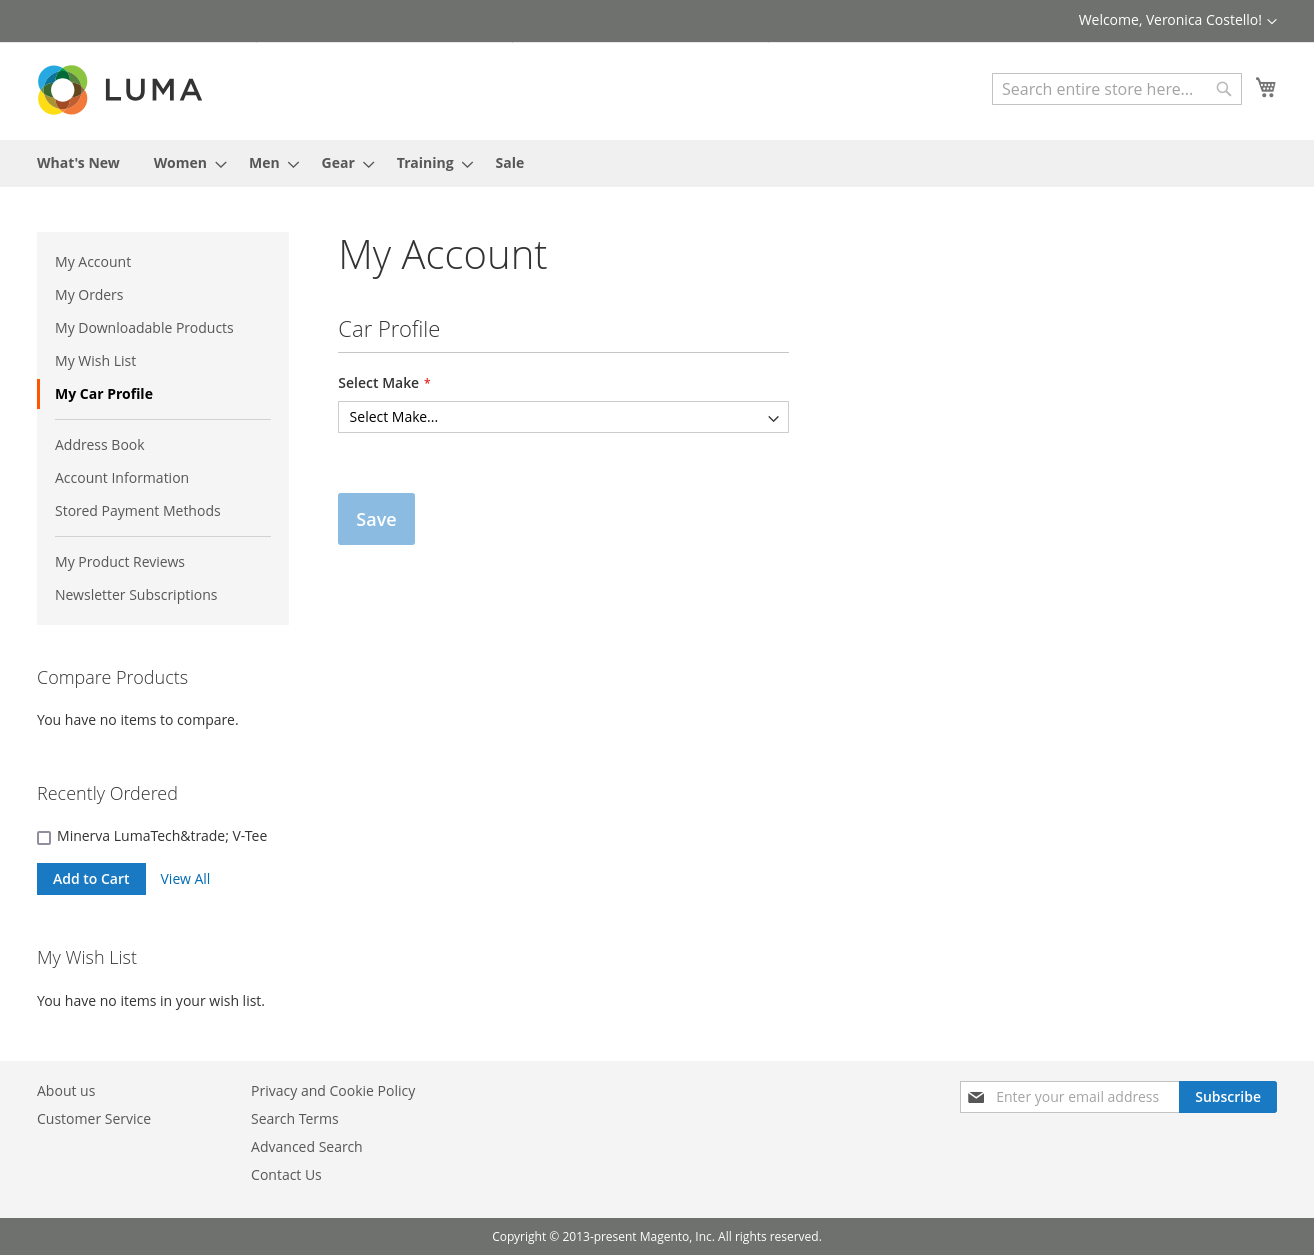 Welcome, Veronica Costello!
LUMA
Search entire store here...
What's New Women Men Gear Training Sale
My Account
My Orders
My Downloadable Products
My Wish List
My Car Profile
Address Book
Account Information
Stored Payment Methods
My Product Reviews
Newsletter Subscriptions
My Account
Car Profile
Select Make *
Select Make...
Save
Compare Products
You have no items to compare.
Recently Ordered
Minerva LumaTech&trade; V-Tee
Add to Cart View All
My Wish List
You have no items in your wish list.
About us
Customer Service
Privacy and Cookie Policy
Search Terms
Advanced Search
Contact Us
Enter your email address Subscribe
Copyright © 2013-present Magento, Inc. All rights reserved.